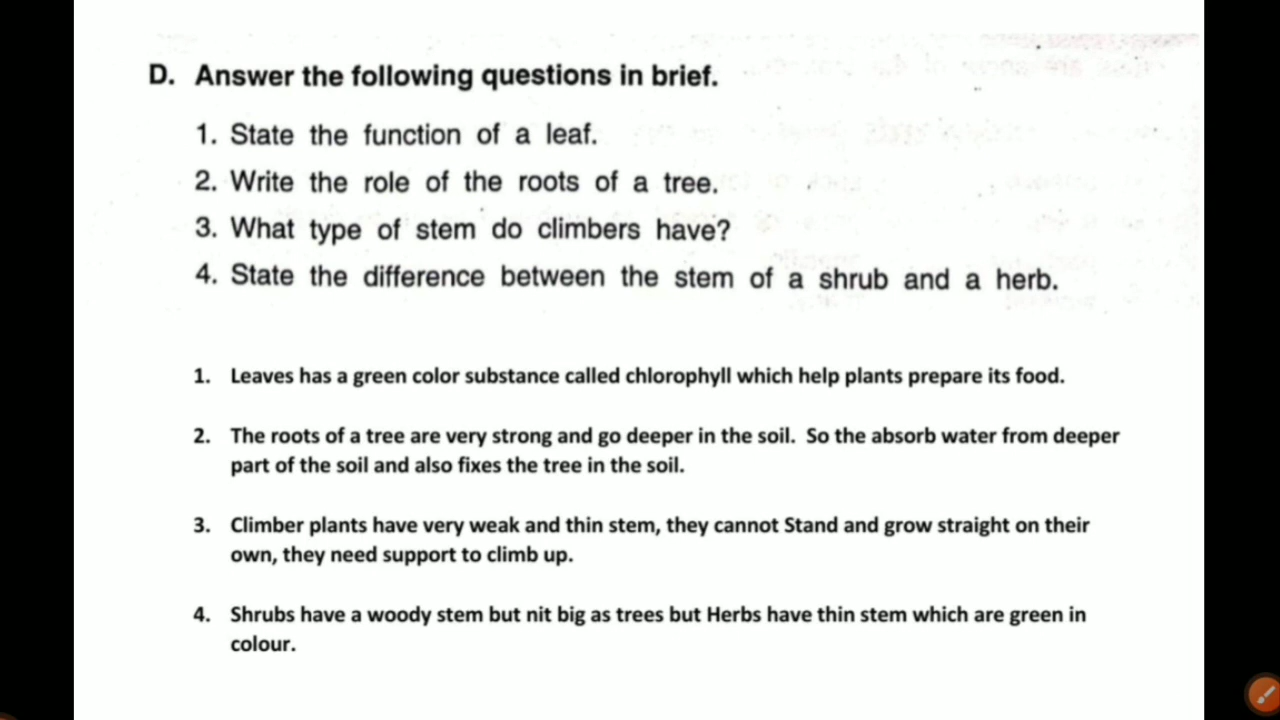 D. Answer the following questions in brief.
1. State the function of a leaf.
2. Write the role of the roots of a tree.
3. What type of stem do climbers have?
4. State the difference between the stem of a shrub and a herb.
1. Leaves has a green color substance called chlorophyll which help plants prepare its food.
2. The roots of a tree are very strong and go deeper in the soil. So the absorb water from deeper
part of the soil and also fixes the tree in the soil.
3. Climber plants have very weak and thin stem, they cannot Stand and grow straight on their
own, they need support to climb up.
4. Shrubs have a woody stem but nit big as trees but Herbs have thin stem which are green in
colour.